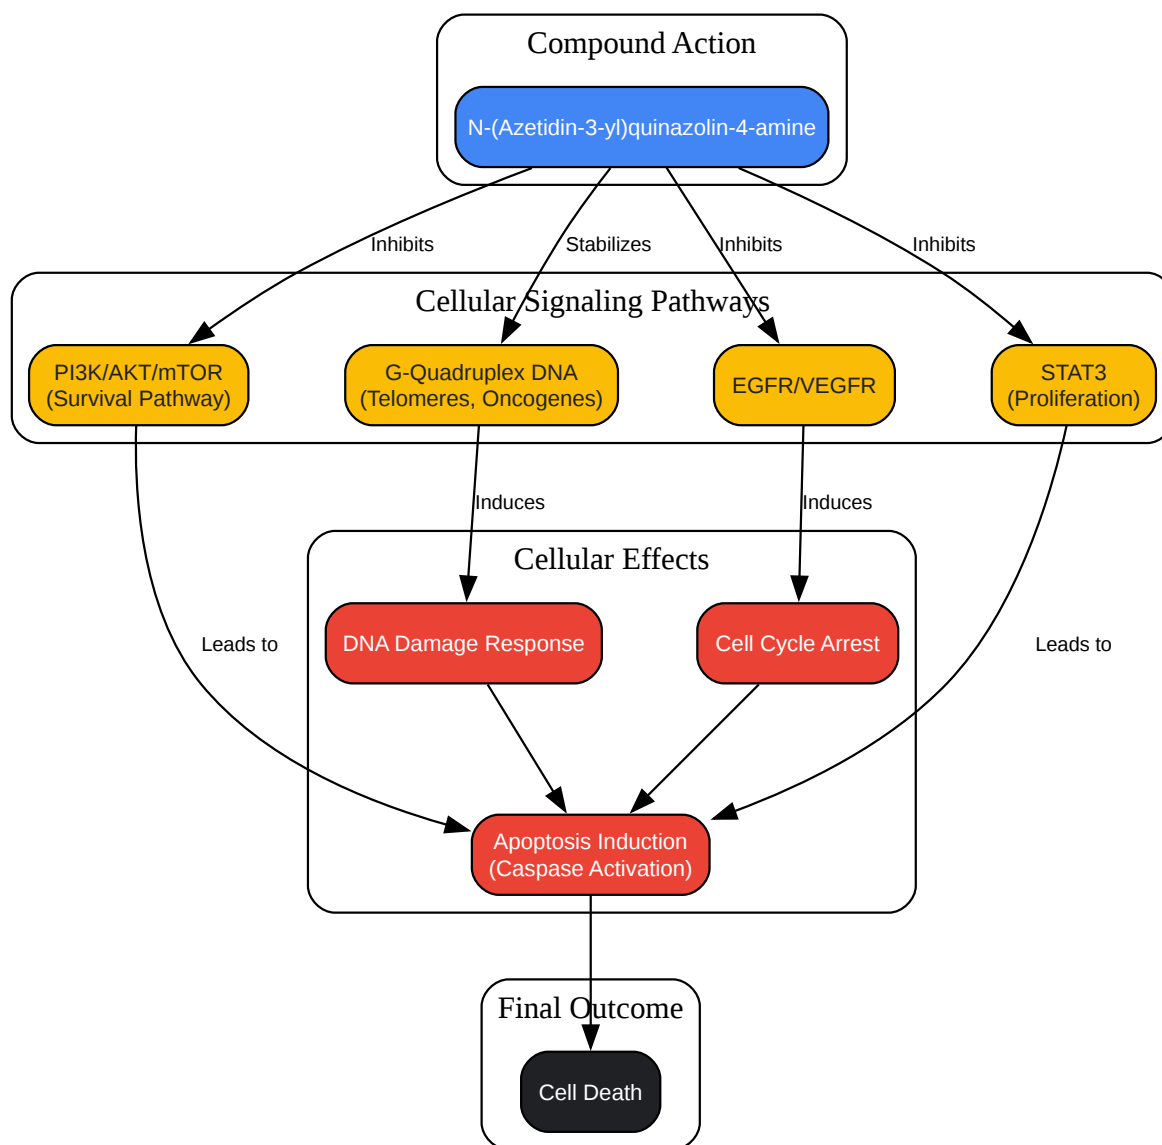 Compound Action
N-(Azetidin-3-yl)quinazolin-4-amine
Inhibits
Stabilizes
Inhibits
Inhibits
Cellular Signaling Pathways
PI3K/AKT/mTOR
(Survival Pathway)
G-Quadruplex DNA
(Telomeres, Oncogenes)
EGFR/VEGFR
STAT3
(Proliferation)
Induces
Induces
Cellular Effects
DNA Damage Response
Cell Cycle Arrest
Leads to
Leads to
Apoptosis Induction
(Caspase Activation)
Final Outcome
Cell Death